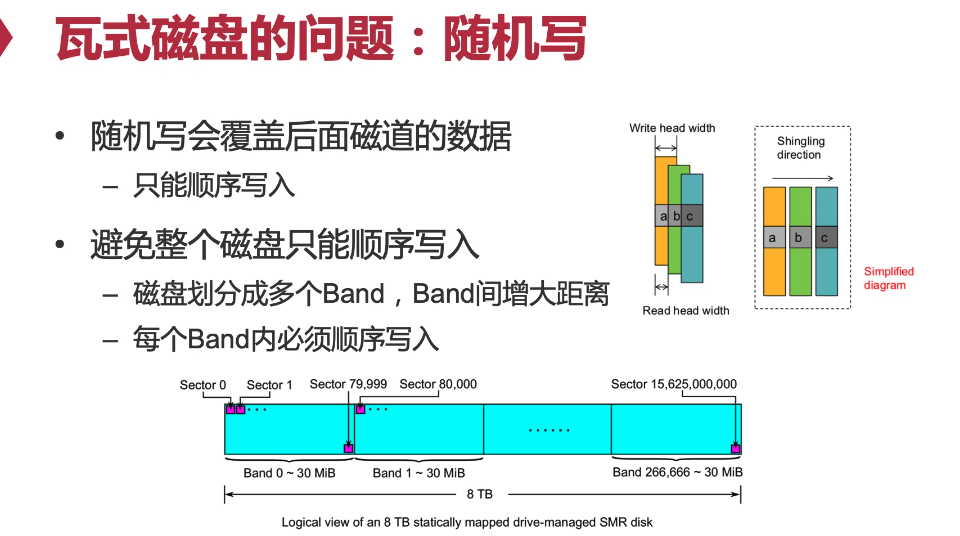 瓦式磁盘的问题：随机写
• 随机写会覆盖后面磁道的数据
– 只能顺序写入
• 避免整个磁盘只能顺序写入
– 磁盘划分成多个Band，Band间增大距离
– 每个Band内必须顺序写入
Write head width
a b c
Read head width
Shingling
direction
a b c
Simplified
diagram
Sector 0 Sector 1 Sector 79,999 Sector 80,000 Sector 15,625,000,000
Band 0 ~ 30 MiB Band 1 ~ 30 MiB Band 266,666 ~ 30 MiB
8 TB
Logical view of an 8 TB statically mapped drive-managed SMR disk